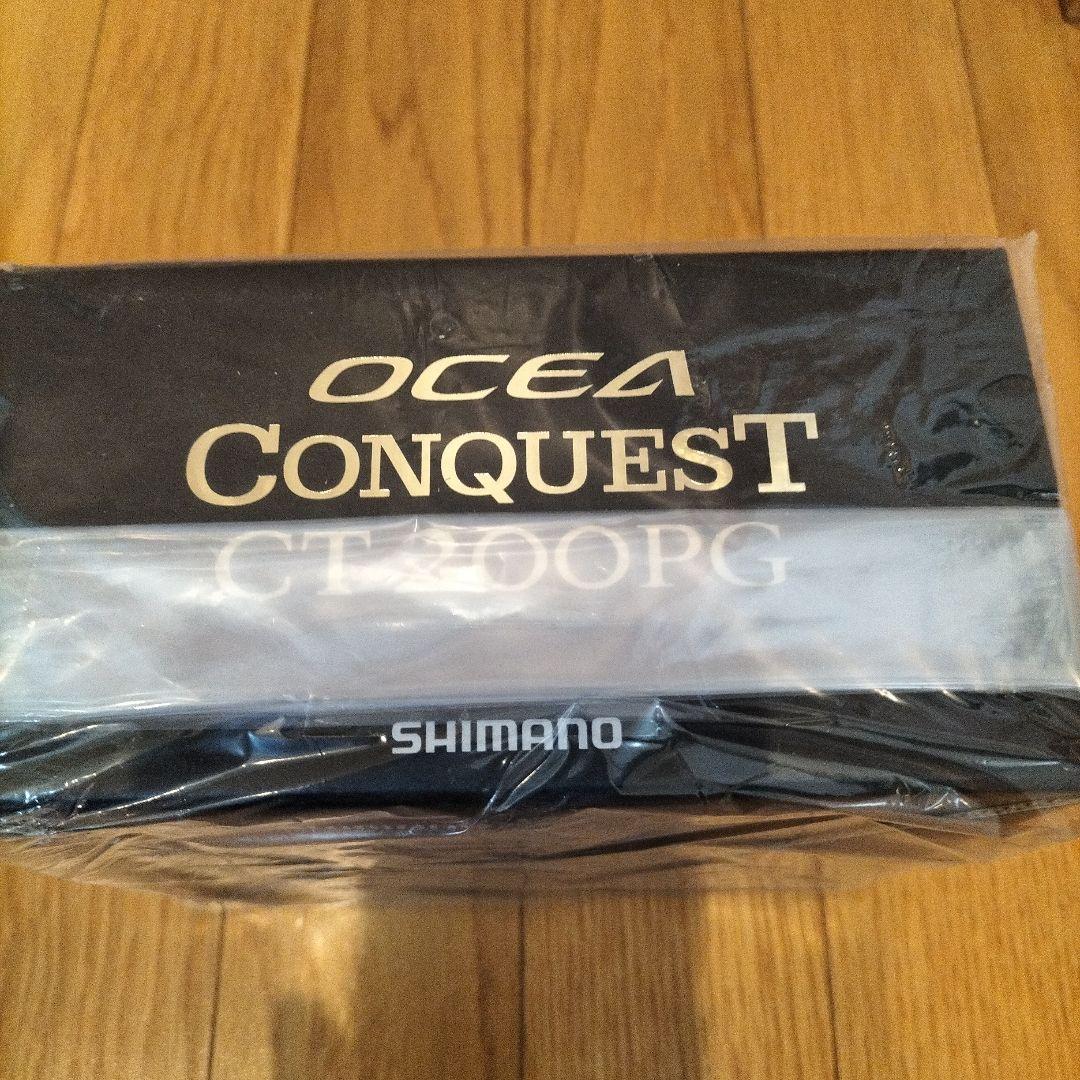 OCEA
CONQUEST
CT 200PG
SHIMANO